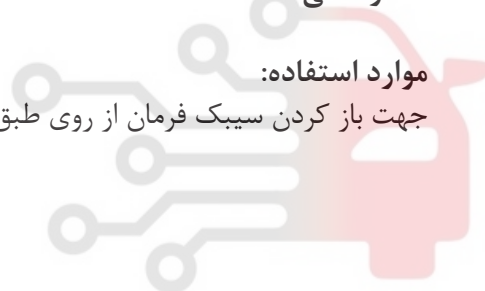 موارد استفاده:
جهت باز کردن سیبک فرمان از روی طبق